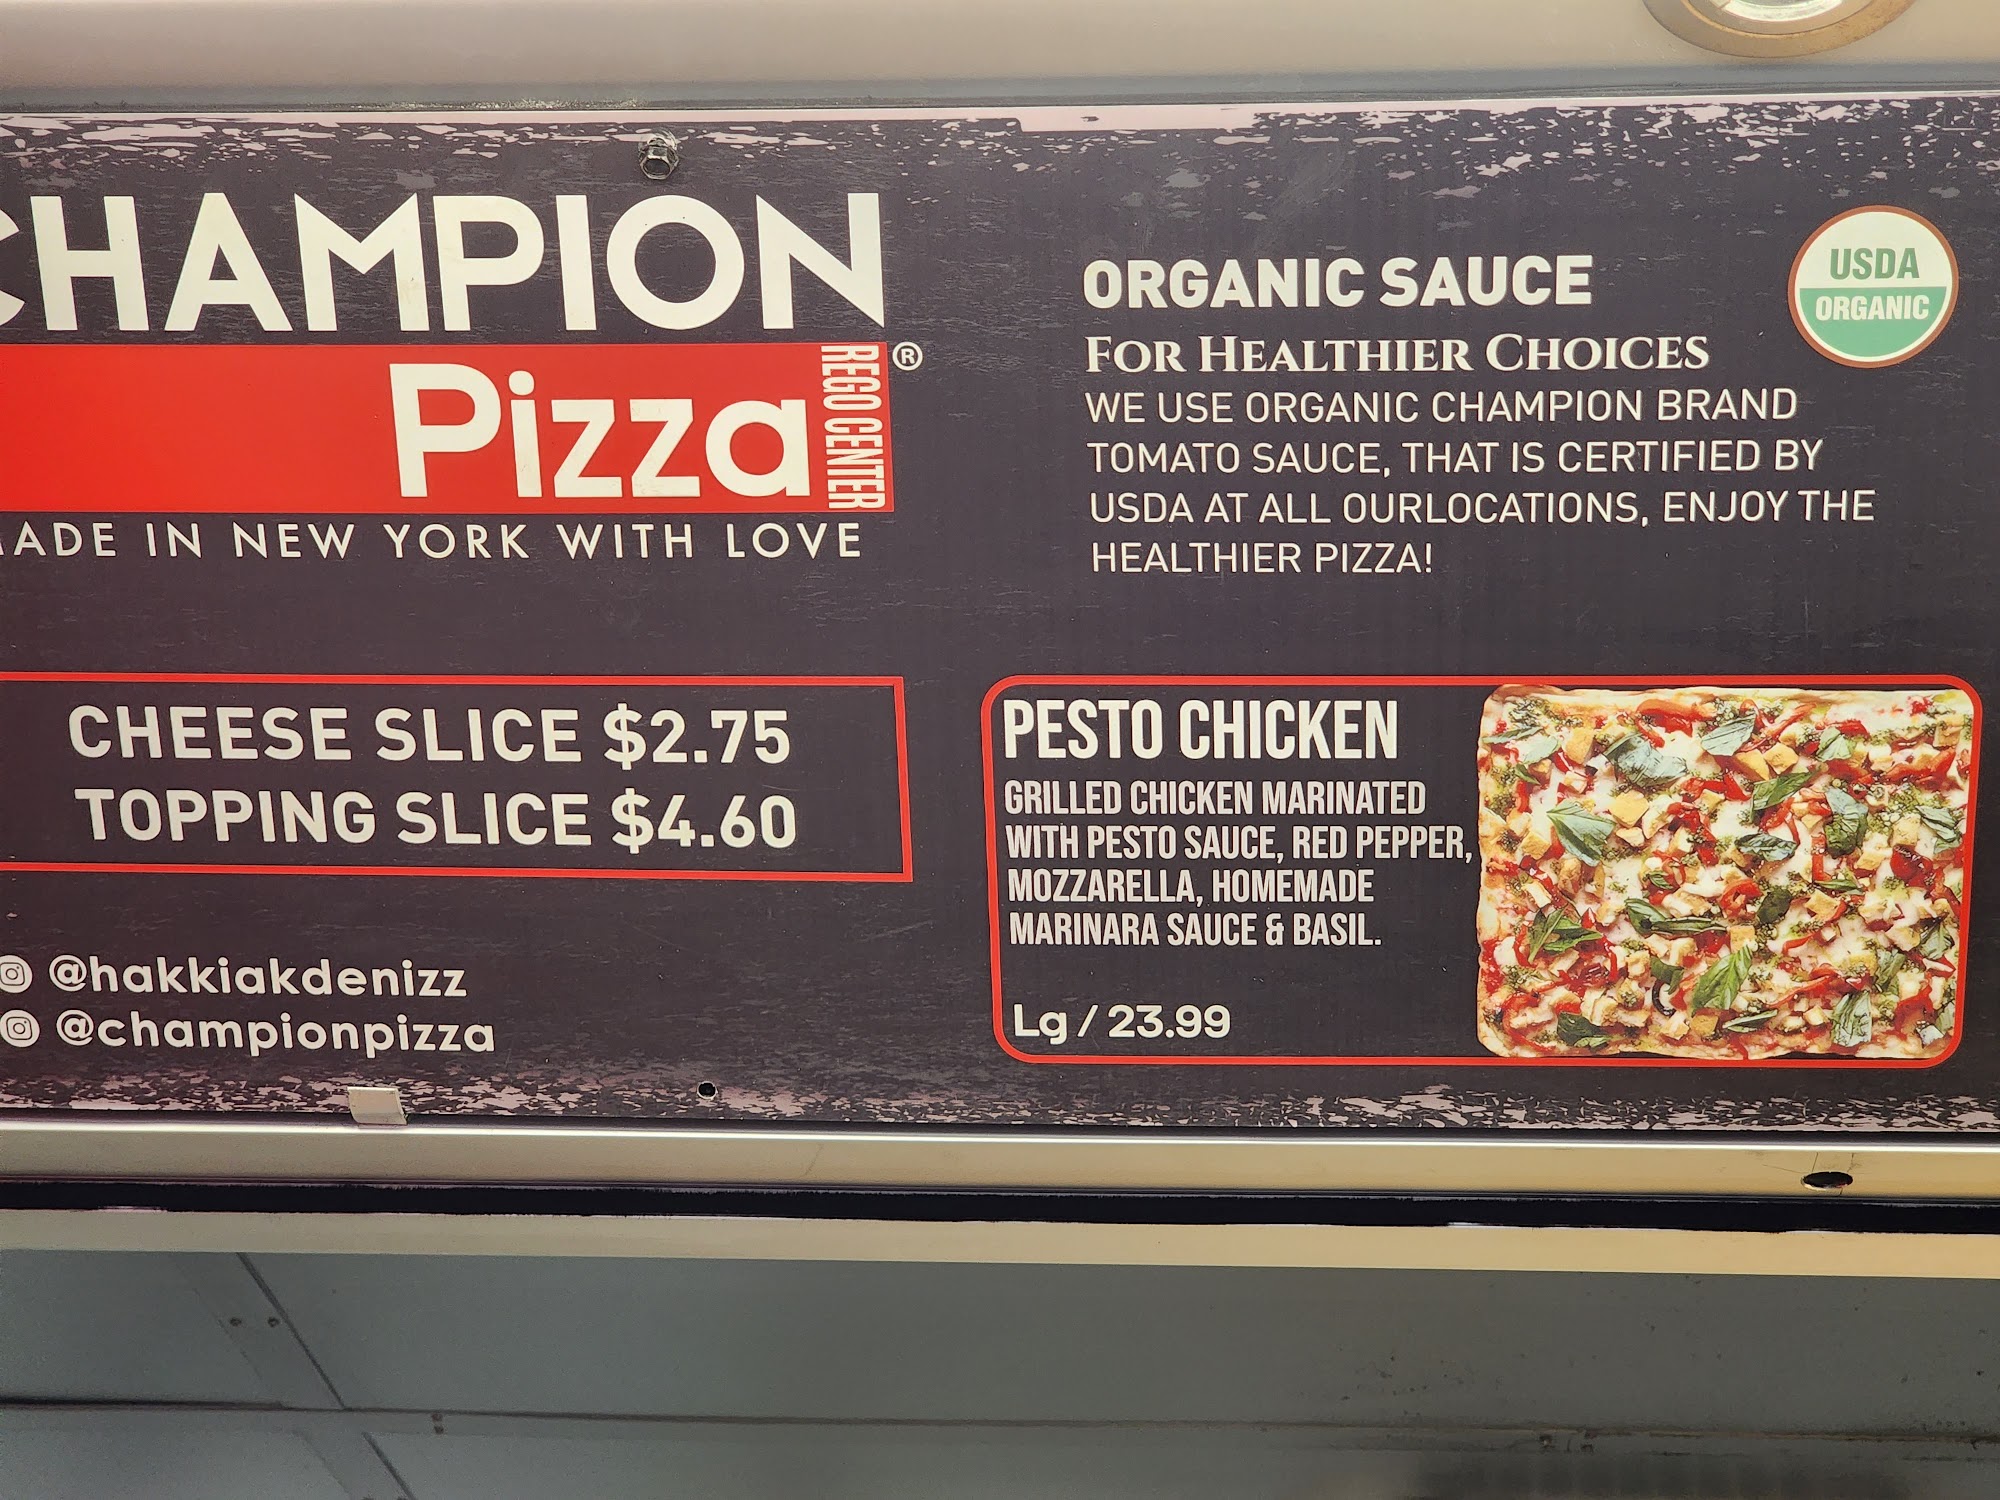 CHAMPION
Pizza
REGO CENTER
®
MADE IN NEW YORK WITH LOVE
CHEESE SLICE $2.75
TOPPING SLICE $4.60
@hakkiakdenizz
@championpizza
ORGANIC SAUCE
FOR HEALTHIER CHOICES
WE USE ORGANIC CHAMPION BRAND
TOMATO SAUCE, THAT IS CERTIFIED BY
USDA AT ALL OURLOCATIONS, ENJOY THE
HEALTHIER PIZZA!
USDA
ORGANIC
PESTO CHICKEN
GRILLED CHICKEN MARINATED
WITH PESTO SAUCE, RED PEPPER,
MOZZARELLA, HOMEMADE
MARINARA SAUCE & BASIL.
Lg / 23.99